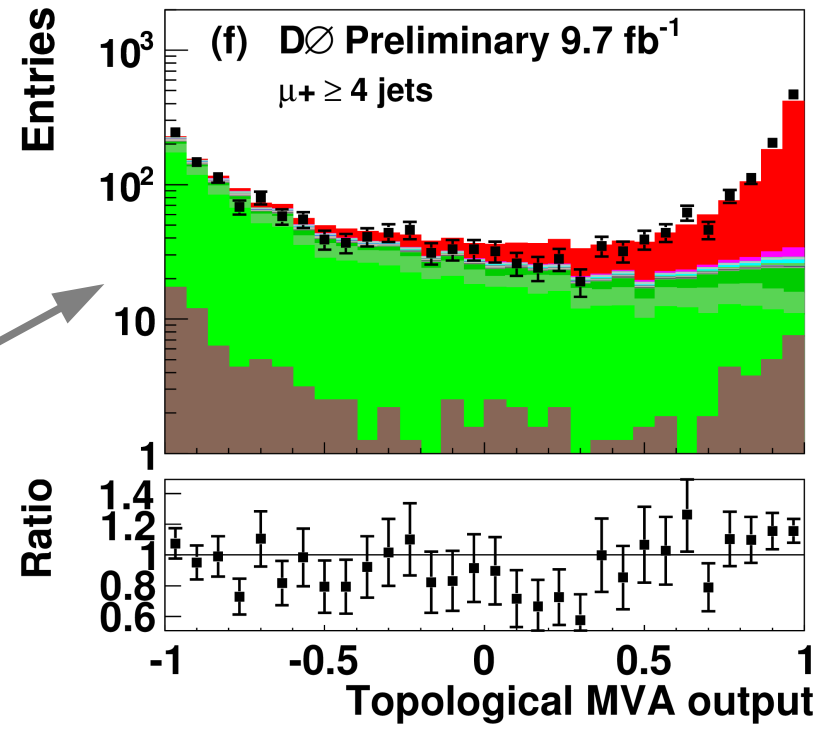 Entries
10³
10²
10
1
(f) DØ Preliminary 9.7 fb⁻¹
μ+ ≥ 4 jets
Ratio
1.4
1.2
1
0.8
0.6
-1 -0.5 0 0.5 1
Topological MVA output